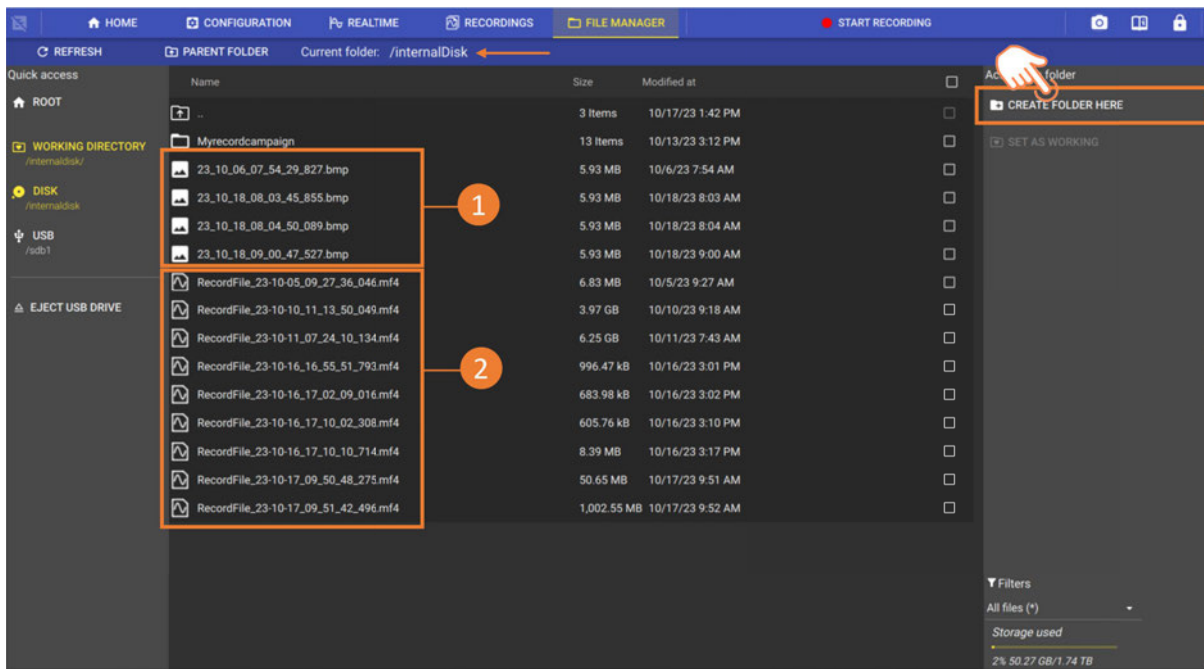 HOME CONFIGURATION REALTIME RECORDINGS FILE MANAGER START RECORDING
REFRESH PARENT FOLDER Current folder: /internalDisk
Quick access
ROOT
WORKING DIRECTORY
/internaldisk/
DISK
/internaldisk
USB
/sdb1
EJECT USB DRIVE
Name Size Modified at
.. 3 Items 10/17/23 1:42 PM
Myrecordcampaign 13 Items 10/13/23 3:12 PM
23_10_06_07_54_29_827.bmp 5.93 MB 10/6/23 7:54 AM
23_10_18_08_03_45_855.bmp 5.93 MB 10/18/23 8:03 AM
23_10_18_08_04_50_089.bmp 5.93 MB 10/18/23 8:04 AM
23_10_18_09_00_47_527.bmp 5.93 MB 10/18/23 9:00 AM
1
RecordFile_23-10-05_09_27_36_046.mf4 6.83 MB 10/5/23 9:27 AM
RecordFile_23-10-10_11_13_50_049.mf4 3.97 GB 10/10/23 9:18 AM
RecordFile_23-10-11_07_24_10_134.mf4 6.25 GB 10/11/23 7:43 AM
RecordFile_23-10-16_16_55_51_793.mf4 996.47 kB 10/16/23 3:01 PM
RecordFile_23-10-16_17_02_09_016.mf4 683.98 kB 10/16/23 3:02 PM
RecordFile_23-10-16_17_10_02_308.mf4 605.76 kB 10/16/23 3:10 PM
RecordFile_23-10-16_17_10_10_714.mf4 8.39 MB 10/16/23 3:17 PM
RecordFile_23-10-17_09_50_48_275.mf4 50.65 MB 10/17/23 9:51 AM
RecordFile_23-10-17_09_51_42_496.mf4 1,002.55 MB 10/17/23 9:52 AM
2
folder
CREATE FOLDER HERE
SET AS WORKING
Filters
All files (*)
Storage used
2% 50.27 GB/1.74 TB